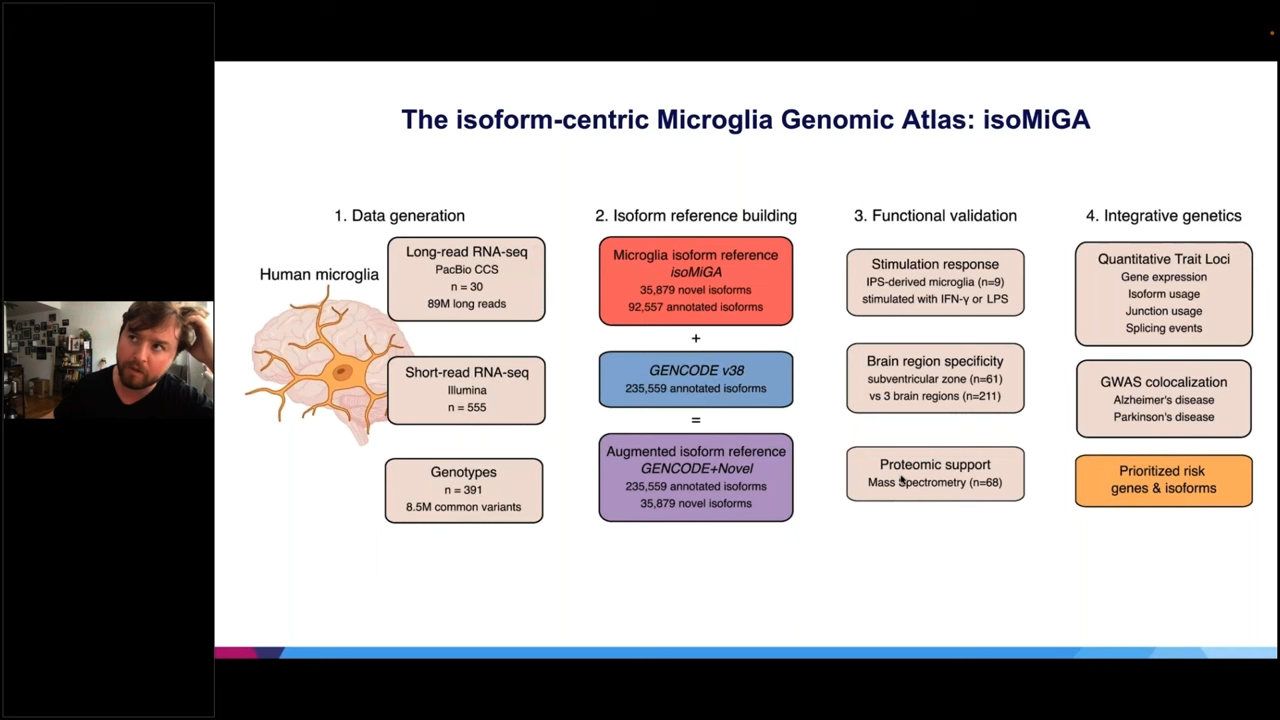 The isoform-centric Microglia Genomic Atlas: isoMiGA
1. Data generation
Human microglia
Long-read RNA-seq
PacBio CCS
n = 30
89M long reads
Short-read RNA-seq
Illumina
n = 555
Genotypes
n = 391
8.5M common variants
2. Isoform reference building
Microglia isoform reference
isoMiGA
35,879 novel isoforms
92,557 annotated isoforms
+
GENCODE v38
235,559 annotated isoforms
=
Augmented isoform reference
GENCODE+Novel
235,559 annotated isoforms
35,879 novel isoforms
3. Functional validation
Stimulation response
IPS-derived microglia (n=9)
stimulated with IFN-γ or LPS
Brain region specificity
subventricular zone (n=61)
vs 3 brain regions (n=211)
Proteomic support
Mass Spectrometry (n=68)
4. Integrative genetics
Quantitative Trait Loci
Gene expression
Isoform usage
Junction usage
Splicing events
GWAS colocalization
Alzheimer's disease
Parkinson's disease
Prioritized risk
genes & isoforms